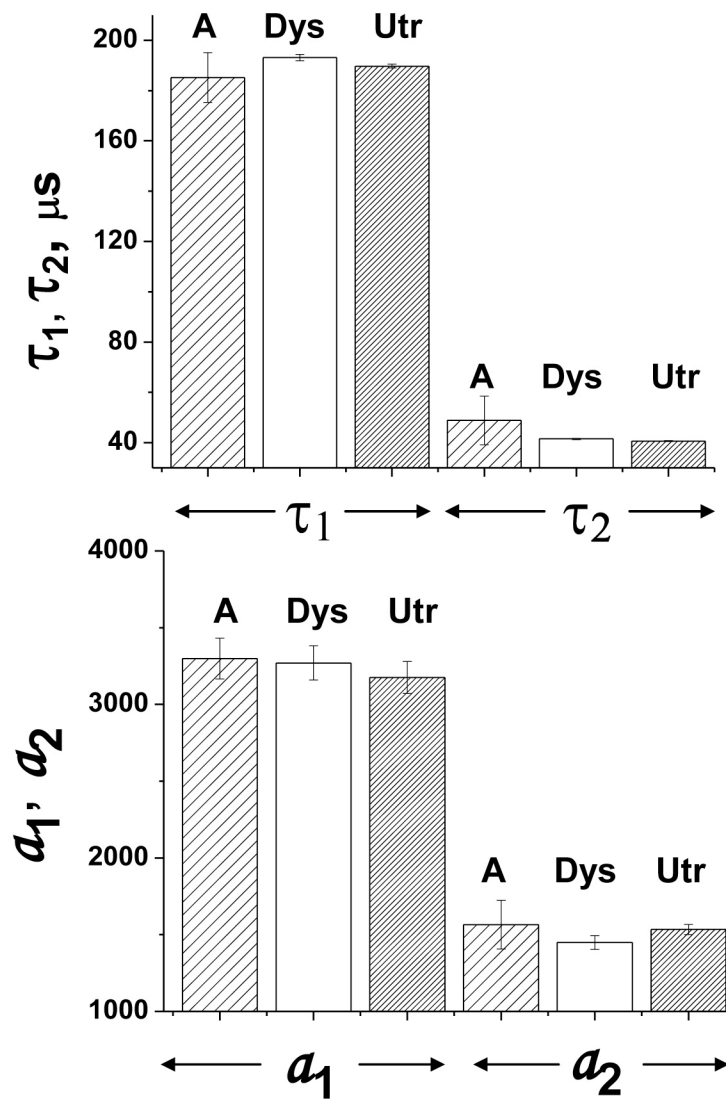 A Dys Utr
200
160
120
80
40
τ1, τ2, μs
A Dys Utr
τ1 τ2
4000
3000
2000
1000
a1, a2
A Dys Utr
A Dys Utr
a1 a2